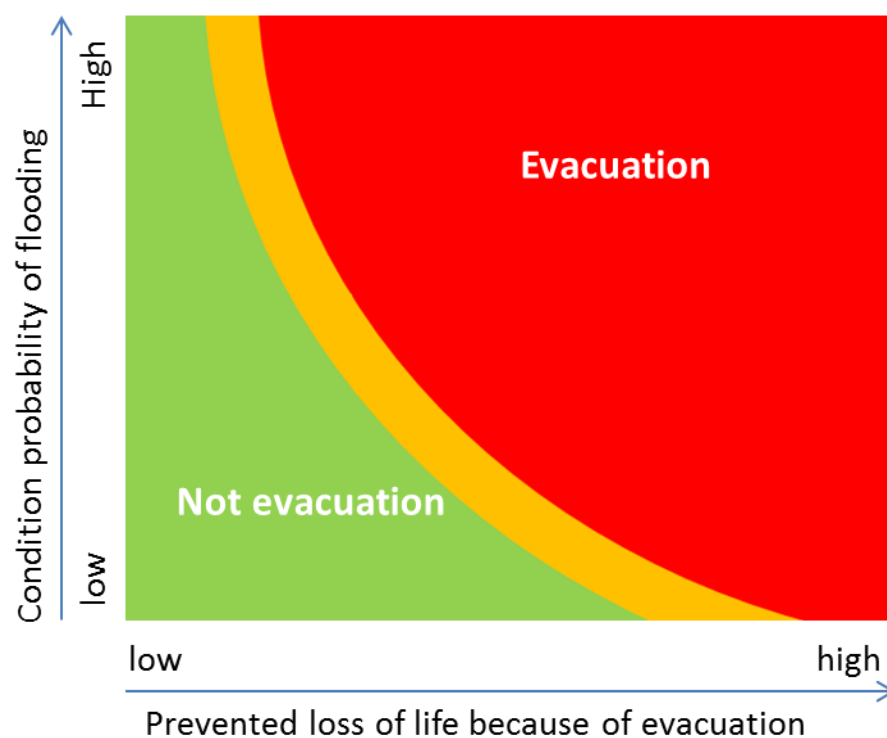 Condition probability of flooding
High
low
Evacuation
Not evacuation
low
high
Prevented loss of life because of evacuation